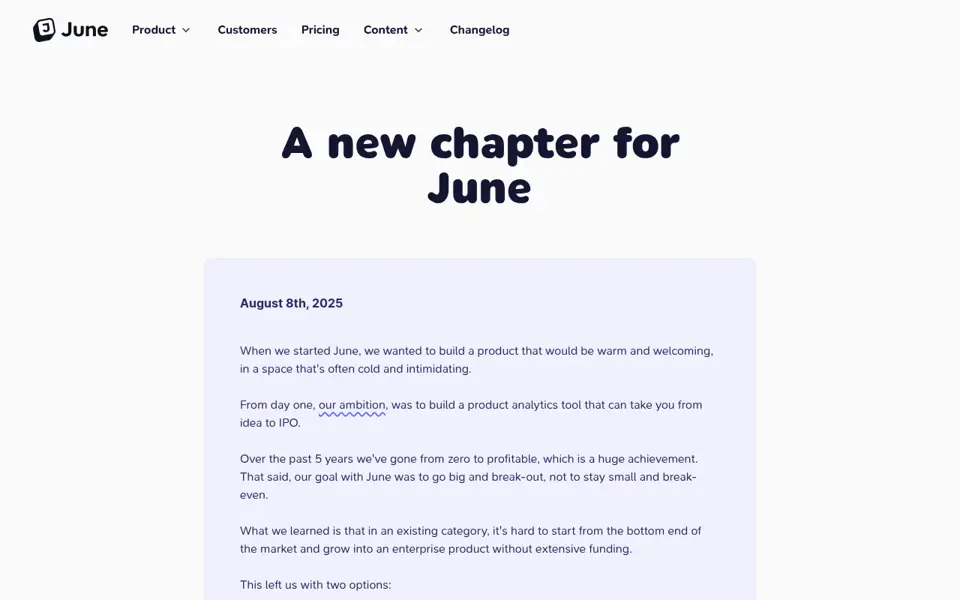 June Product Customers Pricing Content Changelog
A new chapter for
June
August 8th, 2025
When we started June, we wanted to build a product that would be warm and welcoming,
in a space that's often cold and intimidating.
From day one, our ambition, was to build a product analytics tool that can take you from
idea to IPO.
Over the past 5 years we've gone from zero to profitable, which is a huge achievement.
That said, our goal with June was to go big and break-out, not to stay small and break-
even.
What we learned is that in an existing category, it's hard to start from the bottom end of
the market and grow into an enterprise product without extensive funding.
This left us with two options: